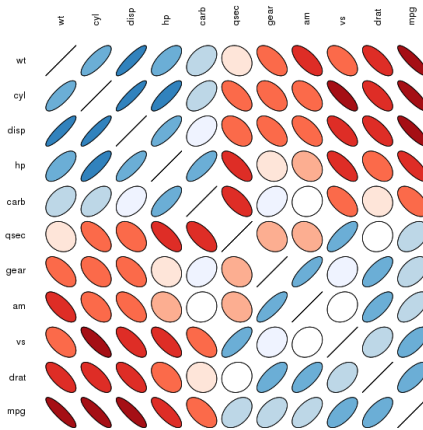 wt cyl disp hp carb qsec gear am vs drat mpg
wt
cyl
disp
hp
carb
qsec
gear
am
vs
drat
mpg